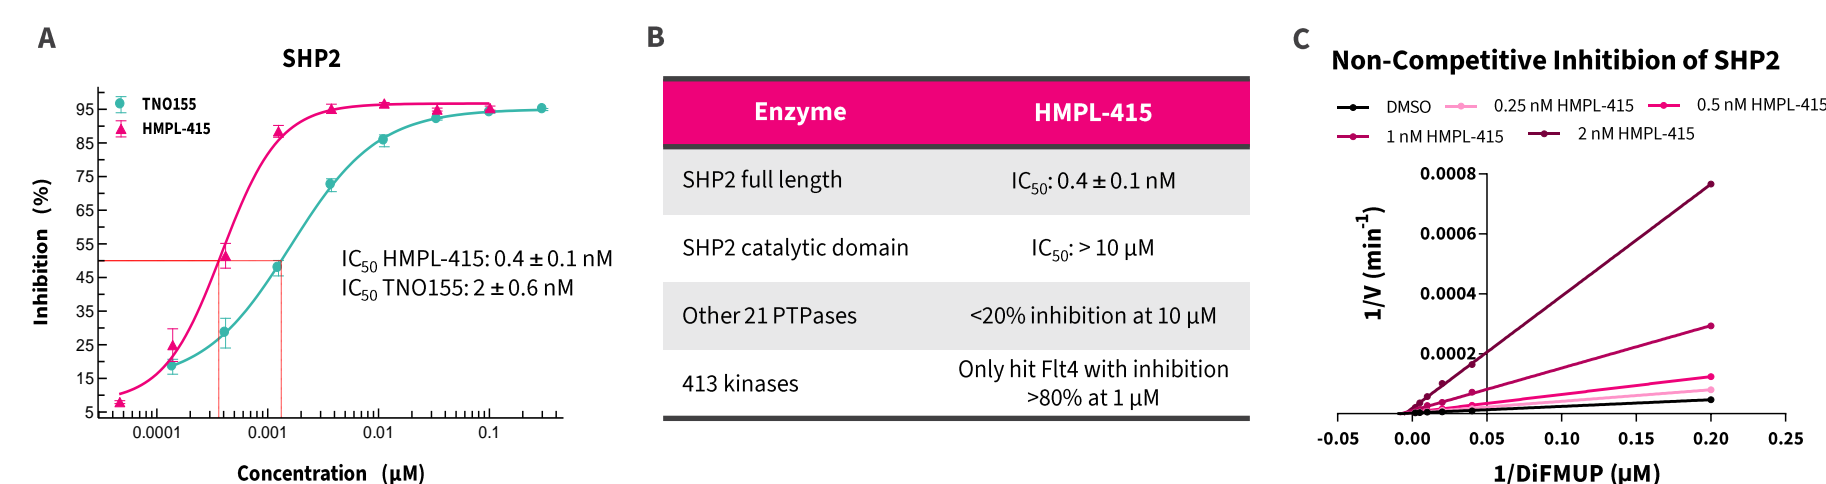 A
SHP2
TNO155
HMPL-415
95
85
75
65
55
45
35
25
15
5
Inhibition (%)
IC50 HMPL-415: 0.4 ± 0.1 nM
IC50 TNO155: 2 ± 0.6 nM
0.0001
0.001
0.01
0.1
Concentration (µM)
B
Enzyme HMPL-415
SHP2 full length IC50: 0.4 ± 0.1 nM
SHP2 catalytic domain IC50: > 10 µM
Other 21 PTPases <20% inhibition at 10 µM
413 kinases Only hit Flt4 with inhibition
>80% at 1 µM
C
Non-Competitive Inhitibion of SHP2
DMSO 0.25 nM HMPL-415 0.5 nM HMPL-415
1 nM HMPL-415 2 nM HMPL-415
0.0008
0.0006
0.0004
0.0002
1/V (min-1)
-0.05 0.00 0.05 0.10 0.15 0.20 0.25
1/DiFMUP (µM)